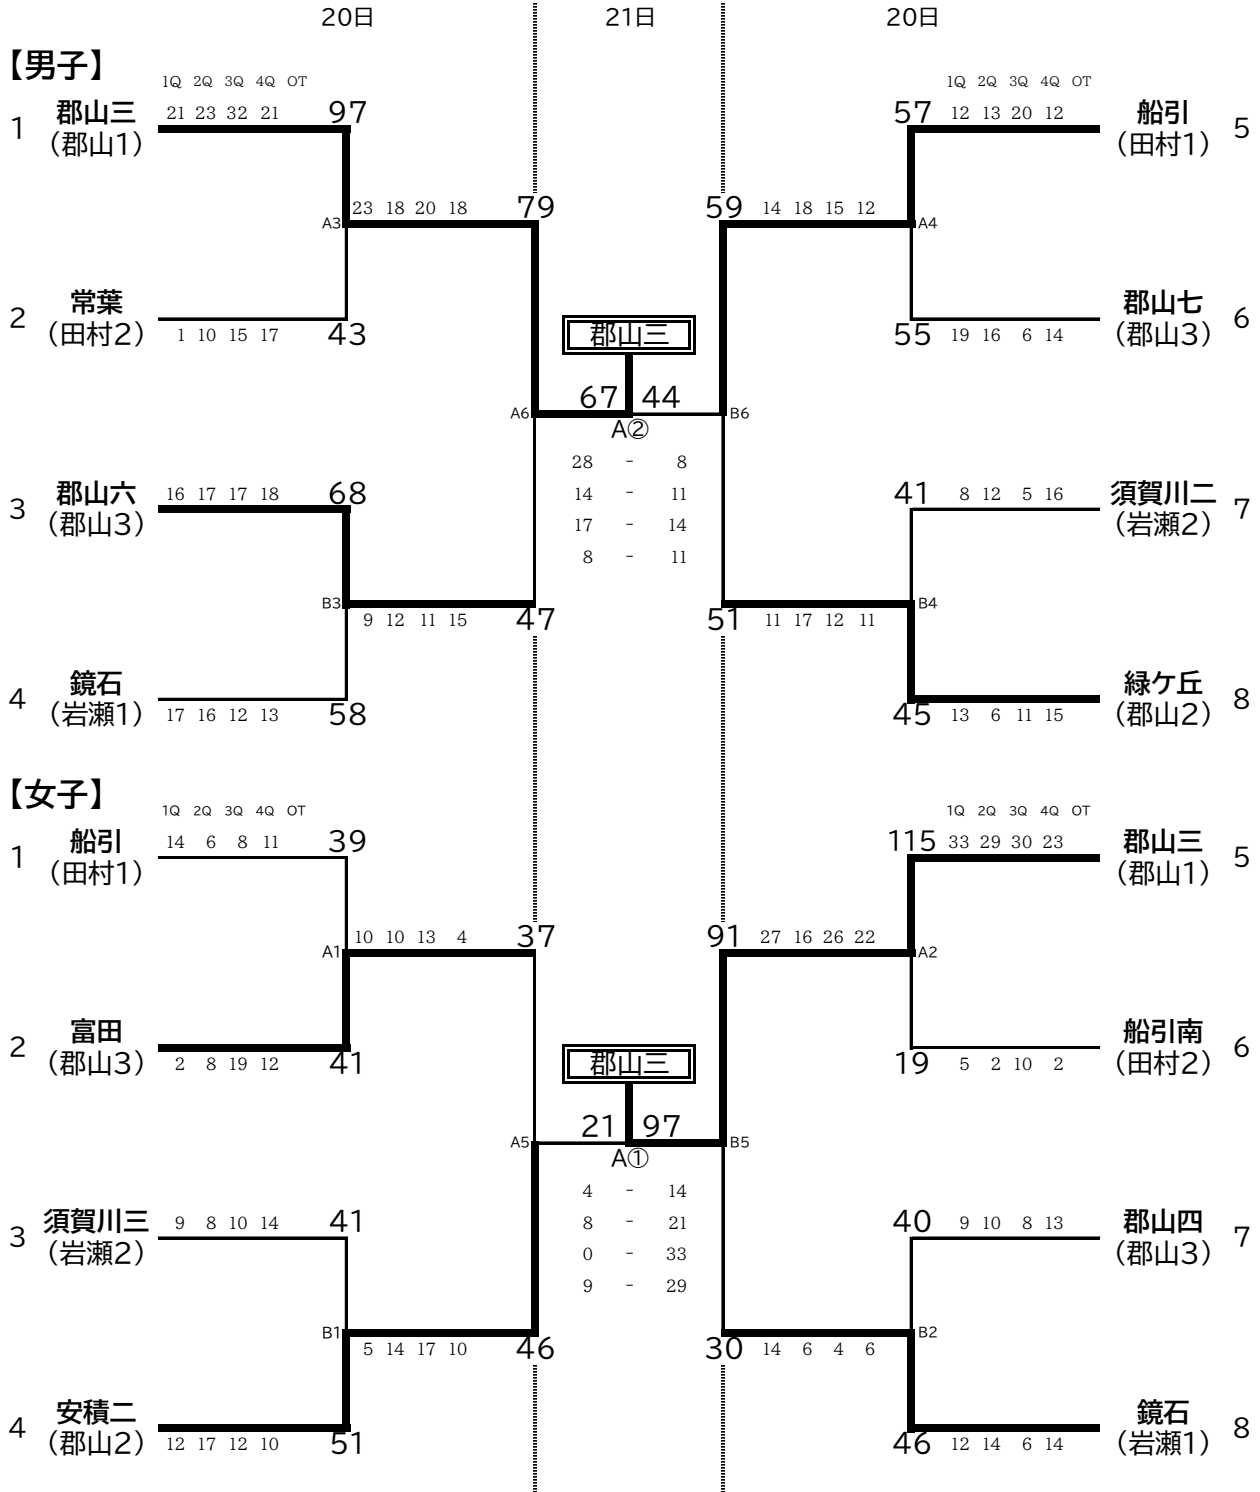 20日 21日 20日
【男子】
1Q 2Q 3Q 4Q OT 1Q 2Q 3Q 4Q OT
1 郡山三 21 23 32 21 97 57 12 13 20 12 船引 5
（郡山1） （田村1）
23 18 20 18 79 59 14 18 15 12
A3 A4
2 常葉 郡山七 6
（田村2） 1 10 15 17 43 55 19 16 6 14 （郡山3）
郡山三
67 44
A6 B6
A②
28 - 8
14 - 11
17 - 14
8 - 11
3 郡山六 16 17 17 18 68 41 8 12 5 16 須賀川二 7
（郡山3） （岩瀬2）
B3 B4
9 12 11 15 47 51 11 17 12 11
4 鏡石 緑ケ丘 8
（岩瀬1） 17 16 12 13 58 45 13 6 11 15 （郡山2）
【女子】
1Q 2Q 3Q 4Q OT 1Q 2Q 3Q 4Q OT
1 船引 14 6 8 11 39 115 33 29 30 23 郡山三 5
（田村1） （郡山1）
10 10 13 4 37 91 27 16 26 22
A1 A2
2 富田 船引南 6
（郡山3） 2 8 19 12 41 19 5 2 10 2 （田村2）
郡山三
21 97
A5 B5
A①
4 - 14
8 - 21
0 - 33
9 - 29
3 須賀川三 9 8 10 14 41 40 9 10 8 13 郡山四 7
（岩瀬2） （郡山3）
B1 B2
5 14 17 10 46 30 14 6 4 6
4 安積二 鏡石 8
（郡山2） 12 17 12 10 51 46 12 14 6 14 （岩瀬1）